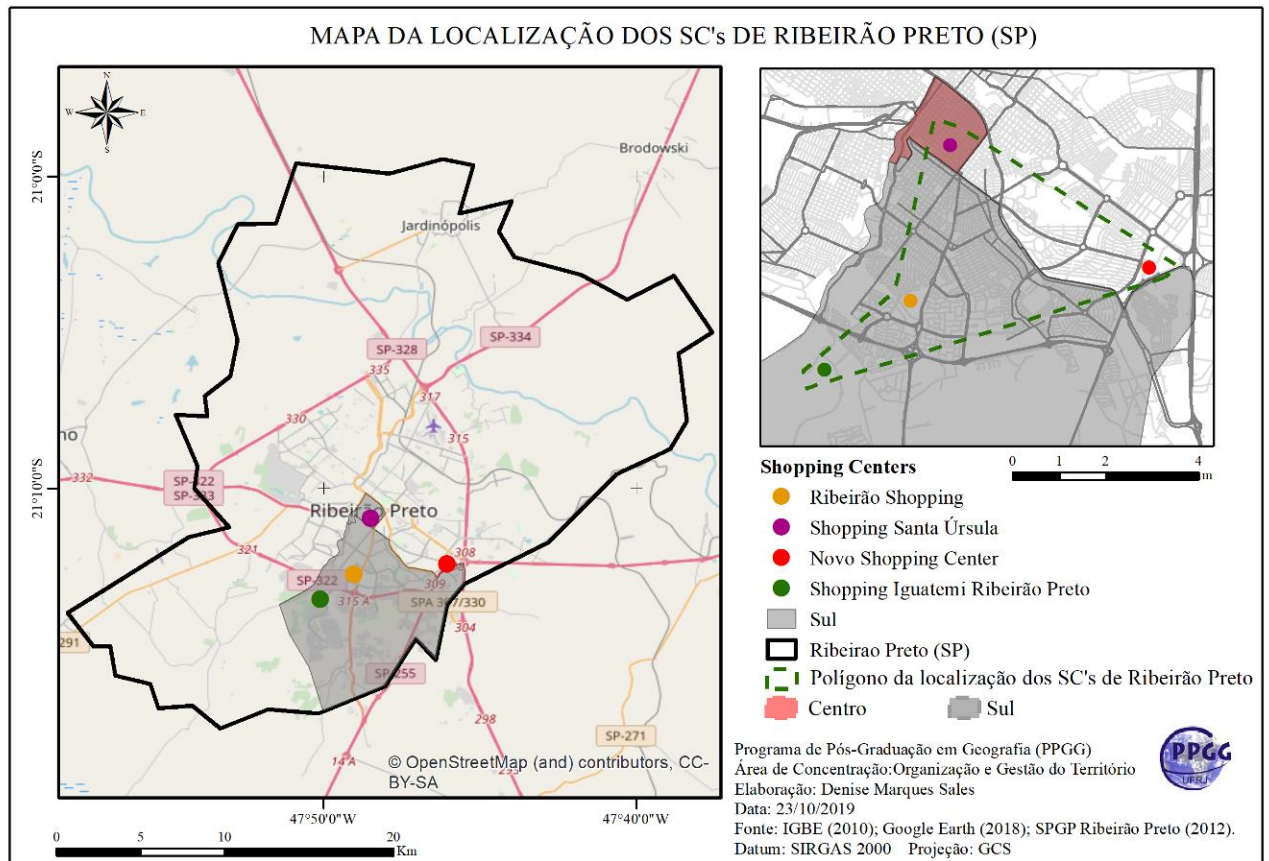 MAPA DA LOCALIZAÇÃO DOS SC's DE RIBEIRÃO PRETO (SP)
N
W E
S
21°0'0"S
21°10'0"S
47°50'0"W
47°40'0"W
Brodowski
Jardinópolis
SP-334
SP-328
335
317
330
315
332
SP-322
SP-333
Ribeirão Preto
321
308
SP-322
309
315 A
SPA 307/330
304
291
SP-255
298
SP-271
14 A
© OpenStreetMap (and) contributors, CC-
BY-SA
0 5 10 20
Km
0 1 2 4
Shopping Centers
Ribeirão Shopping
Shopping Santa Úrsula
Novo Shopping Center
Shopping Iguatemi Ribeirão Preto
Sul
Ribeirao Preto (SP)
Polígono da localização dos SC's de Ribeirão Preto
Centro Sul
Programa de Pós-Graduação em Geografia (PPGG)
Área de Concentração:Organização e Gestão do Território
Elaboração: Denise Marques Sales
Data: 23/10/2019
Fonte: IGBE (2010); Google Earth (2018); SPGP Ribeirão Preto (2012).
Datum: SIRGAS 2000 Projeção: GCS
PPGG
UFRJ